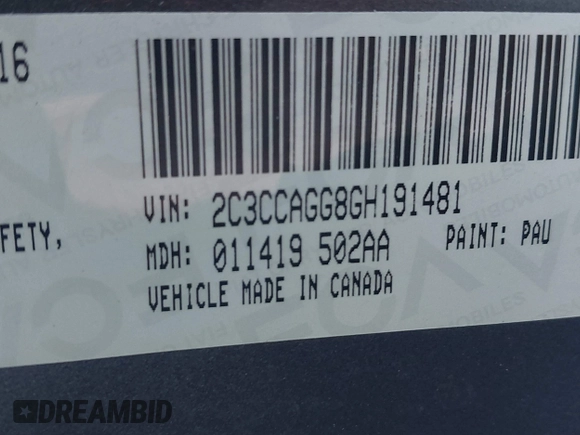 16
VIN: 2C3CCAGG8GH191481
FETY,
MDH: 011419 502AA
PAINT: PAU
VEHICLE MADE IN CANADA
DREAMBID